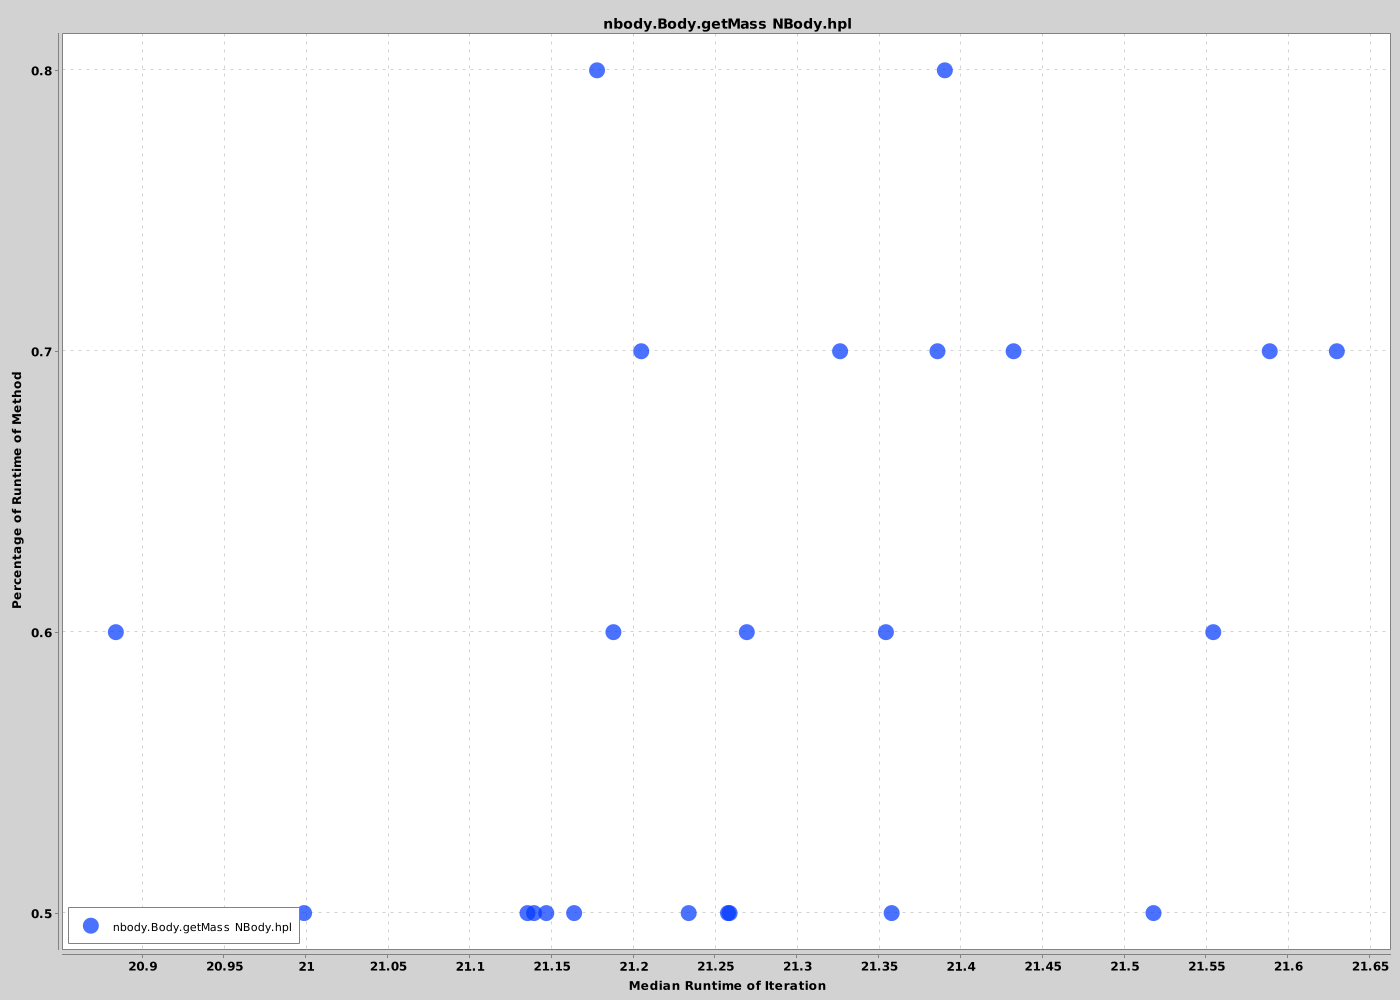 nbody.Body.getMass NBody.hpl
0.8
0.7
0.6
0.5
Percentage of Runtime of Method
nbody.Body.getMass NBody.hpl
20.9 20.95 21 21.05 21.1 21.15 21.2 21.25 21.3 21.35 21.4 21.45 21.5 21.55 21.6 21.65
Median Runtime of Iteration